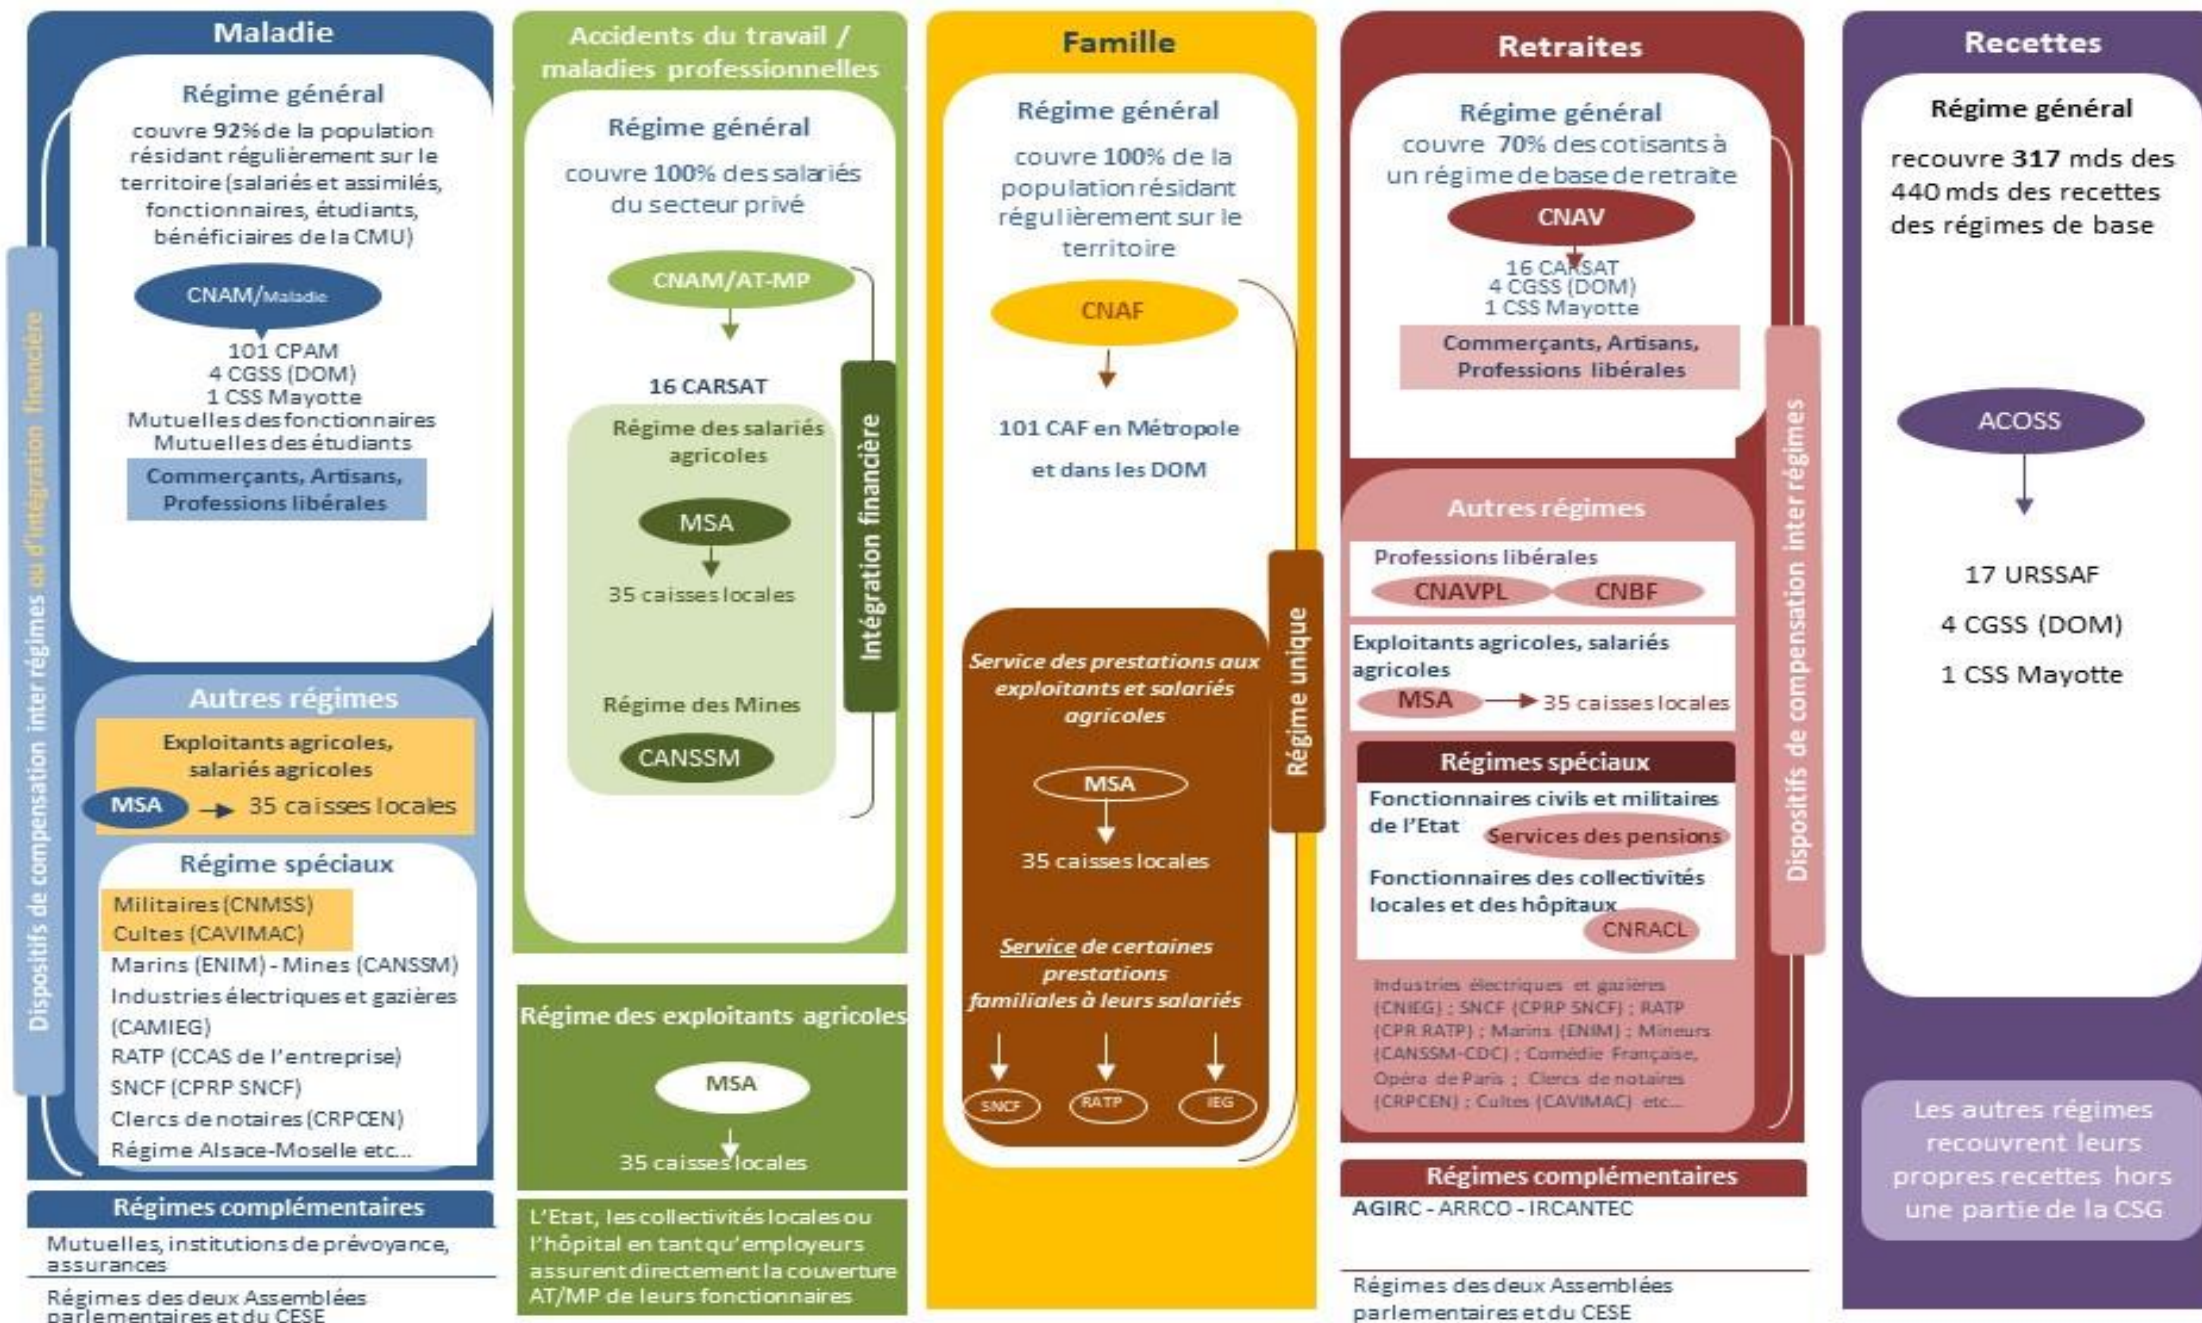 Maladie
Régime général
couvre 92% de la population
résidant régulièrement sur le
territoire (salariés et assimilés,
fonctionnaires, étudiants,
bénéficiaires de la CMU)
CNAM/Maladie
101 CPAM
4 CGSS (DOM)
1 CSS Mayotte
Mutuelles des fonctionnaires
Mutuelles des étudiants
Commerçants, Artisans,
Professions libérales
Dispositifs de compensation inter régimes ou d'intégration financière
Autres régimes
Exploitants agricoles,
salariés agricoles
MSA
35 caisses locales
Régime spéciaux
Militaires (CNMSS)
Cultes (CAVIMAC)
Marins (ENIM) - Mines (CANSSM)
Industries électriques et gazières
(CAMIEG)
RATP (CCAS de l'entreprise)
SNCF (CPRP SNCF)
Clercs de notaires (CRPCEN)
Régime Alsace-Moselle etc...
Régimes complémentaires
Mutuelles, institutions de prévoyance,
assurances
Régimes des deux Assemblées
parlementaires et du CESE
Accidents du travail /
maladies professionnelles
Régime général
couvre 100% des salariés
du secteur privé
CNAM/AT-MP
16 CARSAT
Régime des salariés
agricoles
MSA
35 caisses locales
Régime des Mines
CANSSM
Intégration financière
Régime des exploitants agricoles
MSA
35 caisses locales
L'Etat, les collectivités locales ou
l'hôpital en tant qu'employeurs
assurent directement la couverture
AT/MP de leurs fonctionnaires
Famille
Régime général
couvre 100% de la
population résidant
régulièrement sur le
territoire
CNAF
101 CAF en Métropole
et dans les DOM
Service des prestations aux
exploitants et salariés
agricoles
MSA
35 caisses locales
Service de certaines
prestations
familiales à leurs salariés
SNCF
RATP
IEG
Régime unique
Retraites
Régime général
couvre 70% des cotisants à
un régime de base de retraite
CNAV
16 CARSAT
4 CGSS (DOM)
1 CSS Mayotte
Commerçants, Artisans,
Professions libérales
Autres régimes
Professions libérales
CNAVPL
CNBF
Exploitants agricoles, salariés
agricoles
MSA
35 caisses locales
Régimes spéciaux
Fonctionnaires civils et militaires
de l'Etat
Services des pensions
Fonctionnaires des collectivités
locales et des hôpitaux
CNRACL
Industries électriques et gazières
(CNIEG) ; SNCF (CPRP SNCF) ; RATP
(CPR RATP) ; Marins (ENIM) ; Mineurs
(CANSSM-CDC) ; Comédie Française,
Opéra de Paris ; Clercs de notaires
(CRPCEN) ; Cultes (CAVIMAC) etc...
Dispositifs de compensation inter régimes
Régimes complémentaires
AGIRC - ARRCO - IRCANTEC
Régimes des deux Assemblées
parlementaires et du CESE
Recettes
Régime général
recouvre 317 mds des
440 mds des recettes
des régimes de base
ACOSS
17 URSSAF
4 CGSS (DOM)
1 CSS Mayotte
Les autres régimes
recouvrent leurs
propres recettes hors
une partie de la CSG